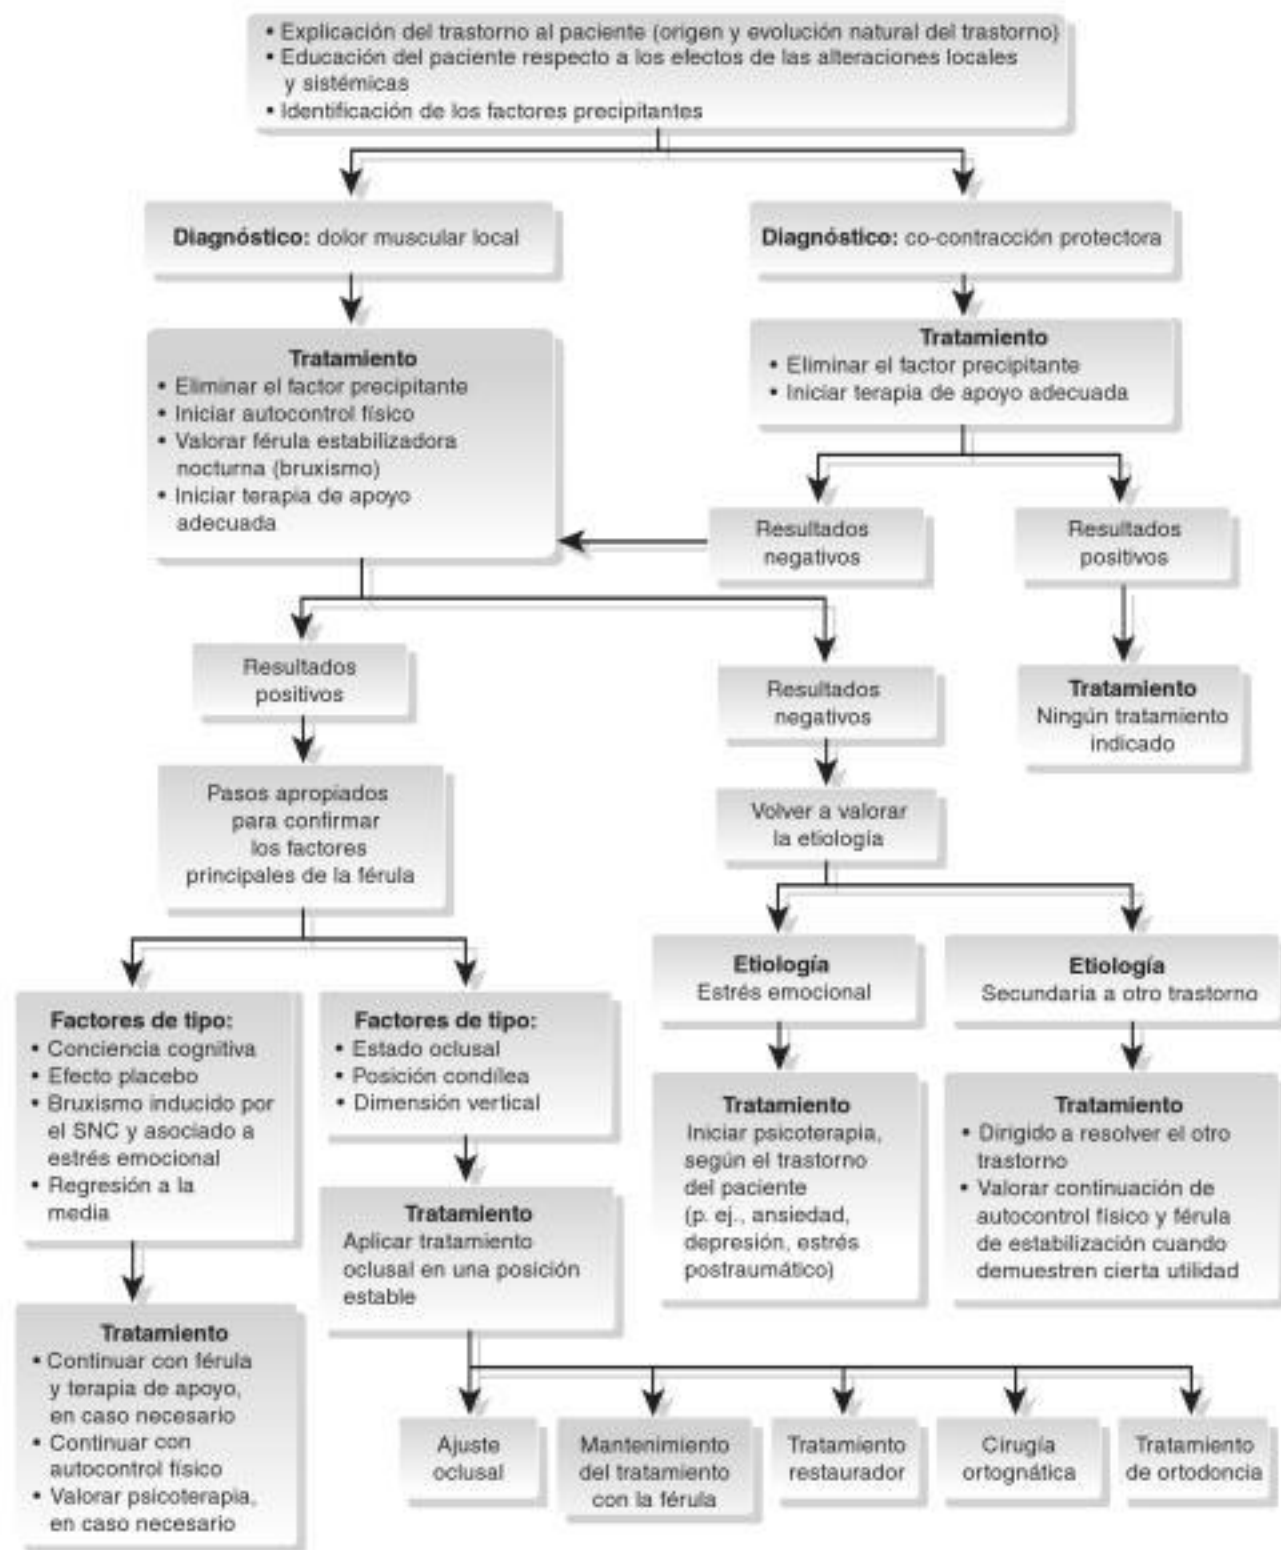 • Explicación del trastorno al paciente (origen y evolución natural del trastorno)
• Educación del paciente respecto a los efectos de las alteraciones locales
y sistémicas
• Identificación de los factores precipitantes
Diagnóstico: dolor muscular local
Diagnóstico: co-contracción protectora
Tratamiento
• Eliminar el factor precipitante
• Iniciar autocontrol físico
• Valorar férula estabilizadora
nocturna (bruxismo)
• Iniciar terapia de apoyo
adecuada
Tratamiento
• Eliminar el factor precipitante
• Iniciar terapia de apoyo adecuada
Resultados
negativos
Resultados
positivos
Resultados
positivos
Resultados
negativos
Tratamiento
Ningún tratamiento
indicado
Pasos apropiados
para confirmar
los factores
principales de la férula
Volver a valorar
la etiología
Etiología
Estrés emocional
Etiología
Secundaria a otro trastorno
Factores de tipo:
• Conciencia cognitiva
• Efecto placebo
• Bruxismo inducido por
el SNC y asociado a
estrés emocional
• Regresión a la
media
Factores de tipo:
• Estado oclusal
• Posición condílea
• Dimensión vertical
Tratamiento
Iniciar psicoterapia,
según el trastorno
del paciente
(p. ej., ansiedad,
depresión, estrés
postraumático)
Tratamiento
• Dirigido a resolver el otro
trastorno
• Valorar continuación de
autocontrol físico y férula
de estabilización cuando
demuestren cierta utilidad
Tratamiento
Aplicar tratamiento
oclusal en una posición
estable
Tratamiento
• Continuar con férula
y terapia de apoyo,
en caso necesario
• Continuar con
autocontrol físico
• Valorar psicoterapia,
en caso necesario
Ajuste
oclusal
Mantenimiento
del tratamiento
con la férula
Tratamiento
restaurador
Cirugía
ortognática
Tratamiento
de ortodoncia